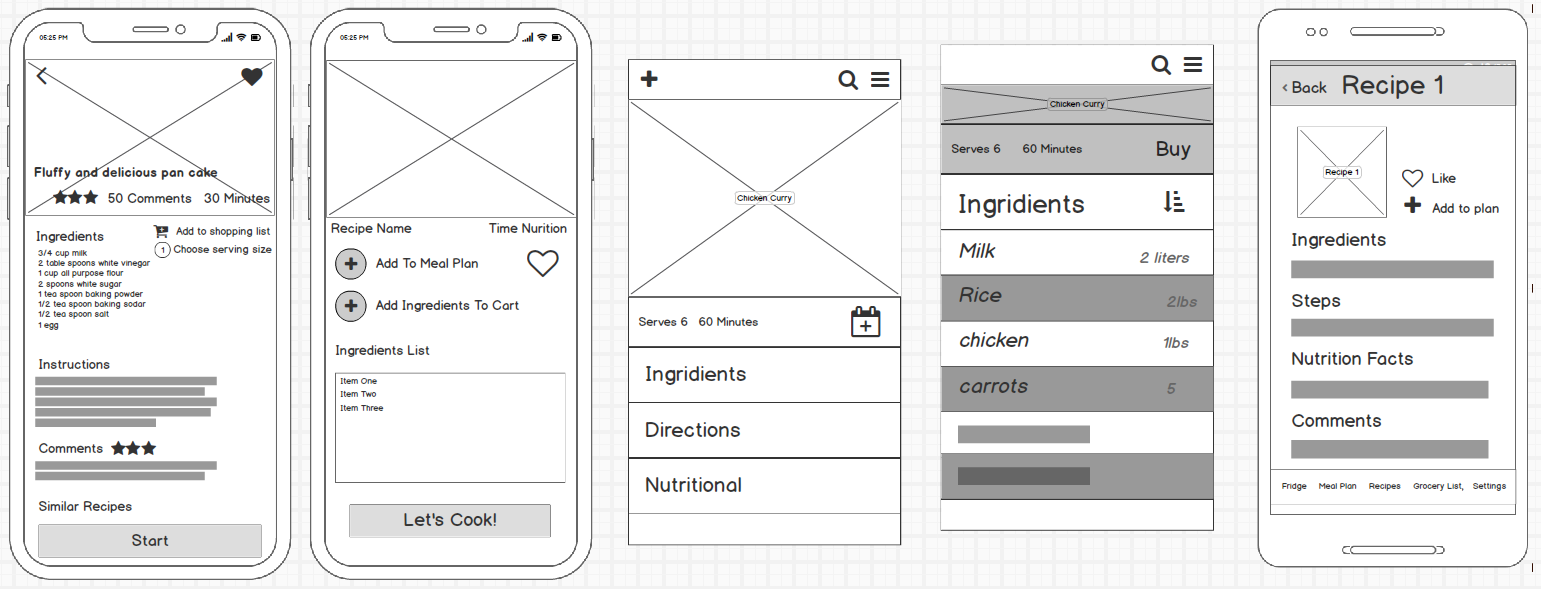 05:25 PM
Fluffy and delicious pan cake
50 Comments 30 Minutes
Ingredients
Add to shopping list
1 Choose serving size
3/4 cup milk
2 table spoons white vinegar
1 cup all purpose flour
2 spoons white sugar
1 tea spoon baking powder
1/2 tea spoon baking sodar
1/2 tea spoon salt
1 egg
Instructions
Comments
Similar Recipes
Start
05:25 PM
Recipe Name Time Nurition
Add To Meal Plan
Add Ingredients To Cart
Ingredients List
Item One
Item Two
Item Three
Let's Cook!
Chicken Curry
Serves 6 60 Minutes
Ingridients
Directions
Nutritional
Chicken Curry
Serves 6 60 Minutes Buy
Ingridients
Milk 2 liters
Rice 2lbs
chicken 1lbs
carrots 5
‹ Back Recipe 1
Recipe 1
Like
Add to plan
Ingredients
Steps
Nutrition Facts
Comments
Fridge Meal Plan Recipes Grocery List, Settings